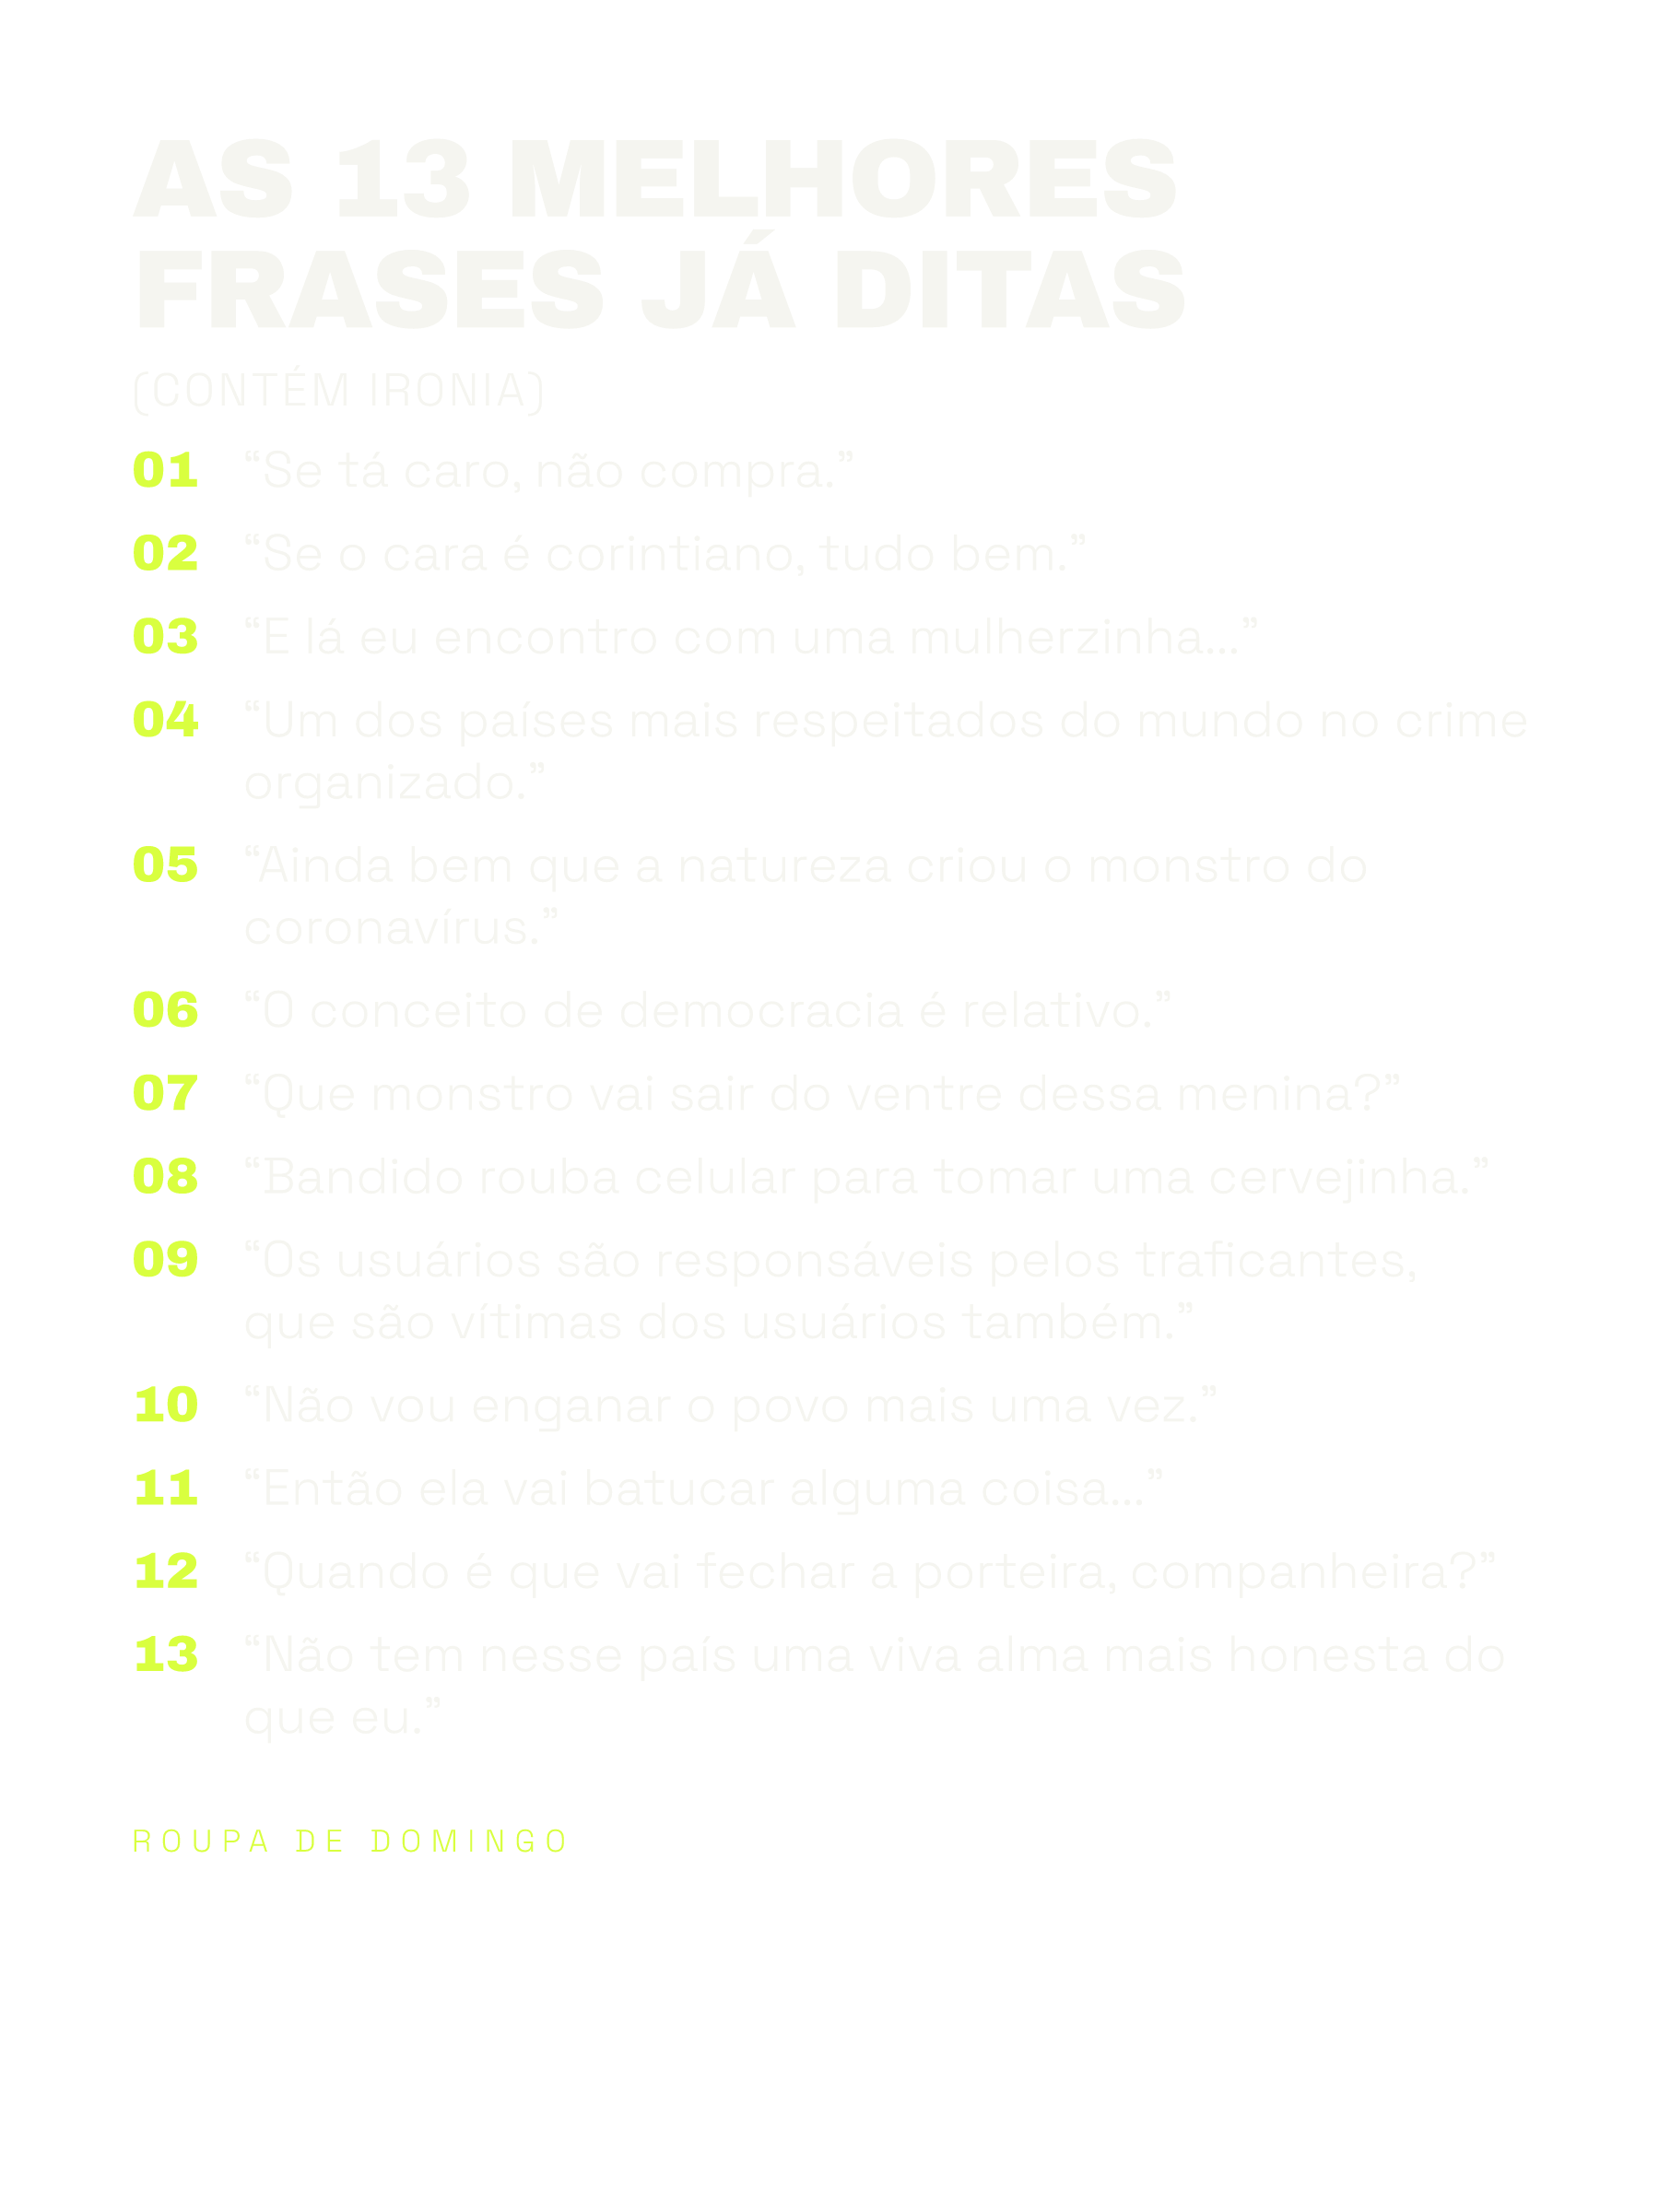 AS 13 MELHORES
FRASES JÁ DITAS
(CONTÉM IRONIA)
01 “Se tá caro, não compra.”
02 “Se o cara é corintiano, tudo bem.”
03 “E lá eu encontro com uma mulherzinha...”
04 “Um dos países mais respeitados do mundo no crime
organizado.”
05 “Ainda bem que a natureza criou o monstro do
coronavírus.”
06 “O conceito de democracia é relativo.”
07 “Que monstro vai sair do ventre dessa menina?”
08 “Bandido rouba celular para tomar uma cervejinha.”
09 “Os usuários são responsáveis pelos traficantes,
que são vítimas dos usuários também.”
10 “Não vou enganar o povo mais uma vez.”
11 “Então ela vai batucar alguma coisa...”
12 “Quando é que vai fechar a porteira, companheira?”
13 “Não tem nesse país uma viva alma mais honesta do
que eu.”
ROUPA DE DOMINGO